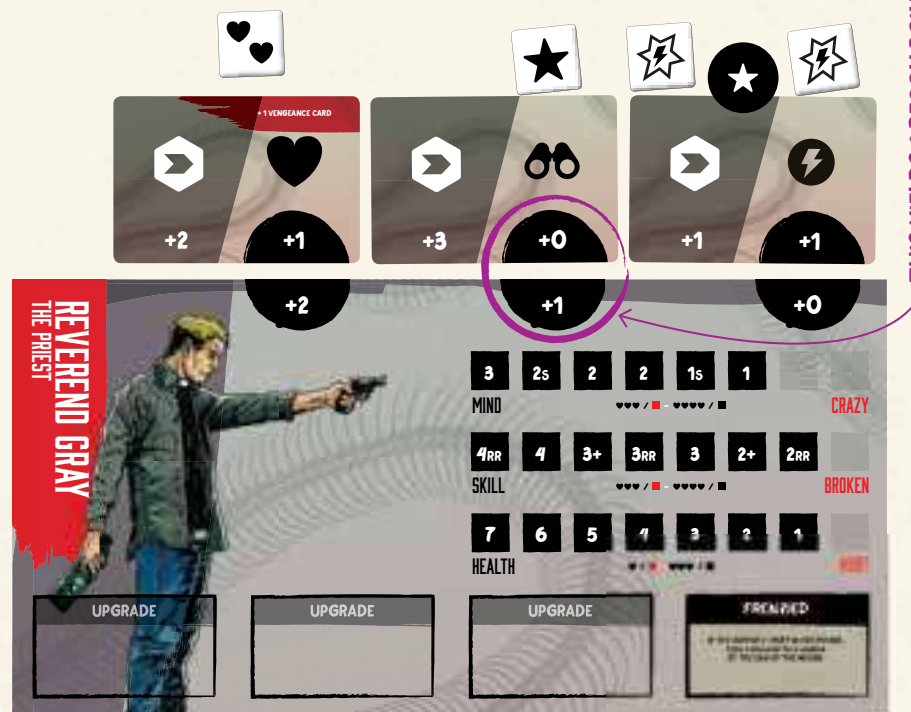 + 1 VENGEANCE CARD
+2
+1
+3
+0
+1
+1
+2
+1
+0
REVEREND GRAY
THE PRIEST
3 2S 2 2 1S 1
MIND
/ - /
CRAZY
4RR 4 3+ 3RR 3 2+ 2RR
SKILL
/ - /
BROKEN
7 6 5 4 3 2 1
HEALTH
UPGRADE
UPGRADE
UPGRADE
FRENZIED